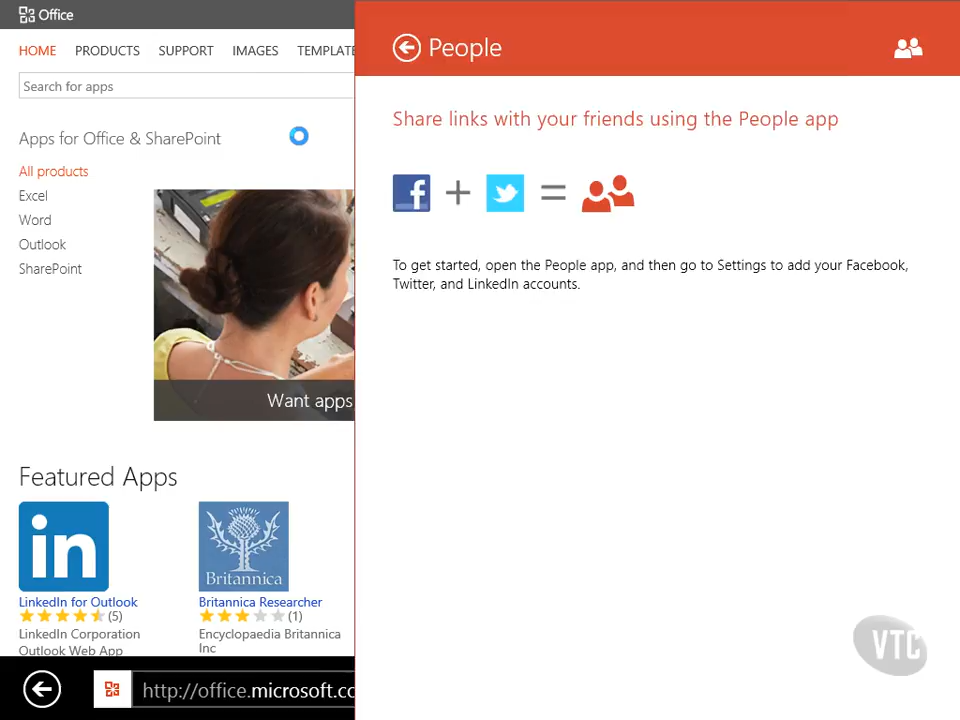 Office
HOME PRODUCTS SUPPORT IMAGES TEMPLATE
Search for apps
Apps for Office & SharePoint
All products
Excel
Word
Outlook
SharePoint
Want apps
Featured Apps
in
BRITANNICA
LinkedIn for Outlook
(5)
LinkedIn Corporation
Outlook Web App
Britannica Researcher
(1)
Encyclopaedia Britannica
Inc
http://office.microsoft.co
People
Share links with your friends using the People app
f + =
To get started, open the People app, and then go to Settings to add your Facebook,
Twitter, and LinkedIn accounts.
VTC